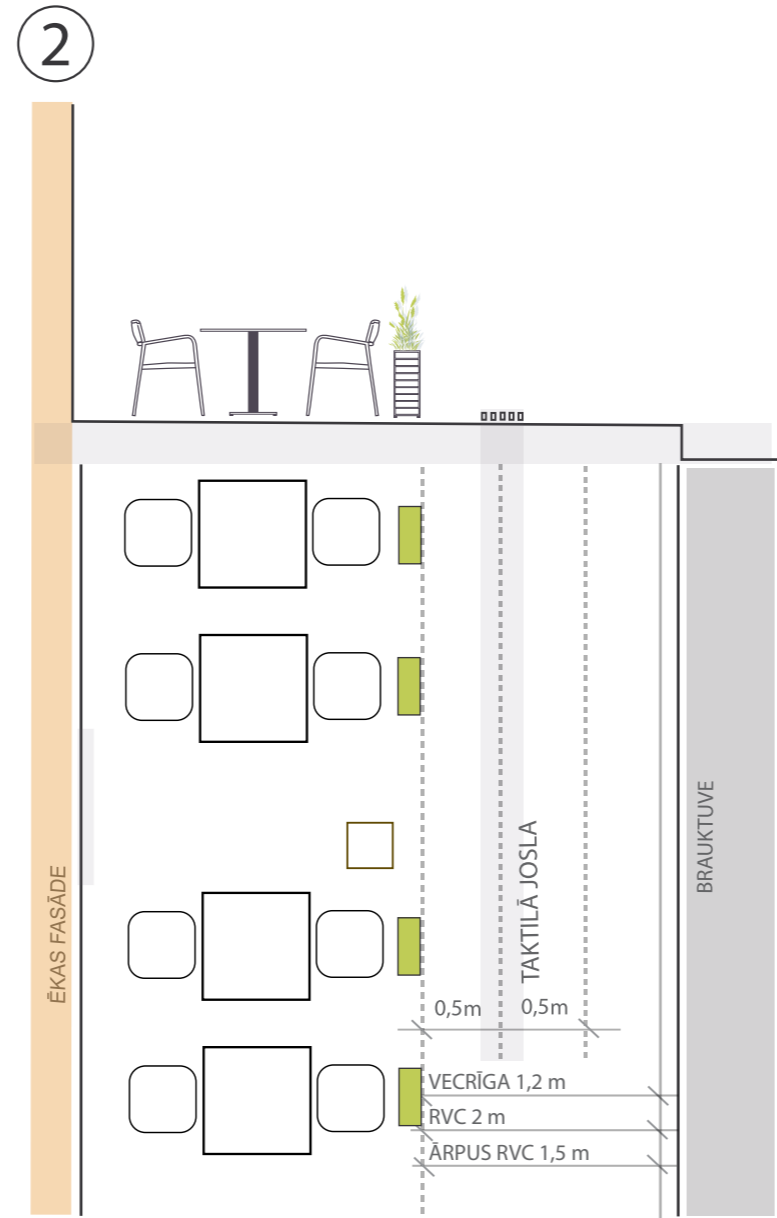 2
ĒKAS FASĀDE
TAKTILĀ JOSLA
BRAUKTUVE
0,5m
0,5m
VECRĪGA 1,2 m
RVC 2 m
ĀRPUS RVC 1,5 m